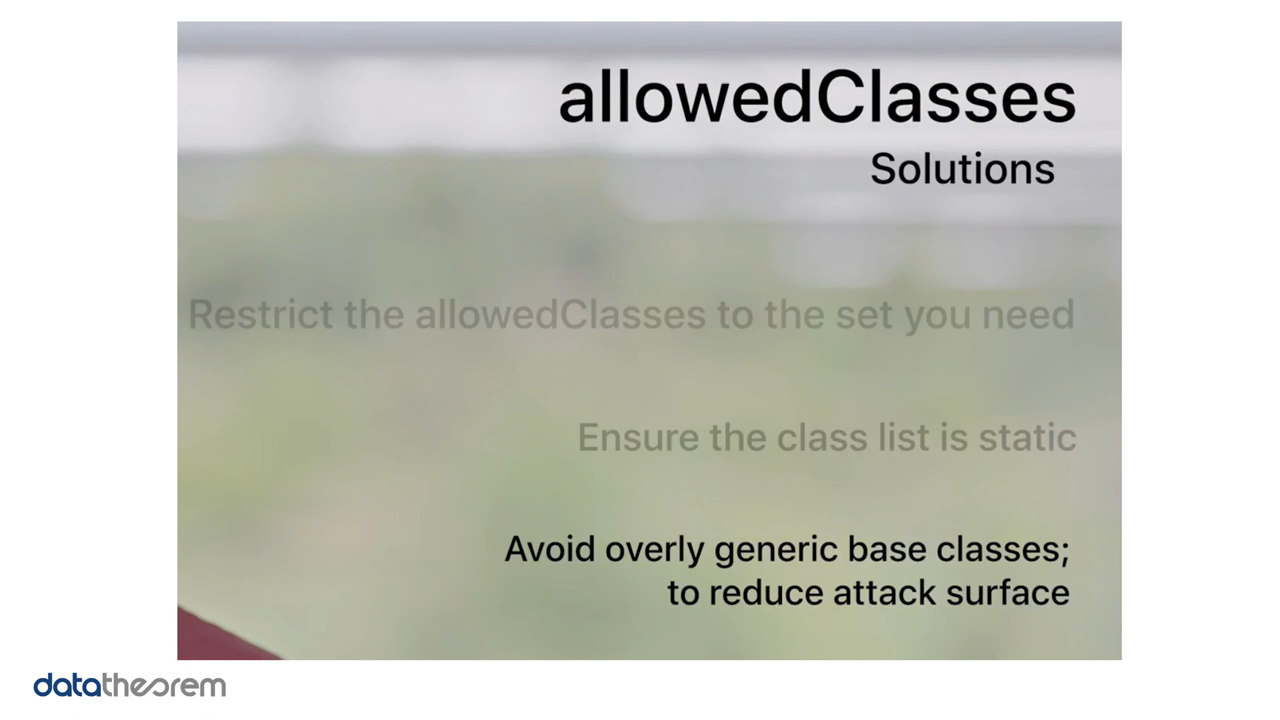 allowedClasses
Solutions
Restrict the allowedClasses to the set you need
Ensure the class list is static
Avoid overly generic base classes;
to reduce attack surface
datatheorem